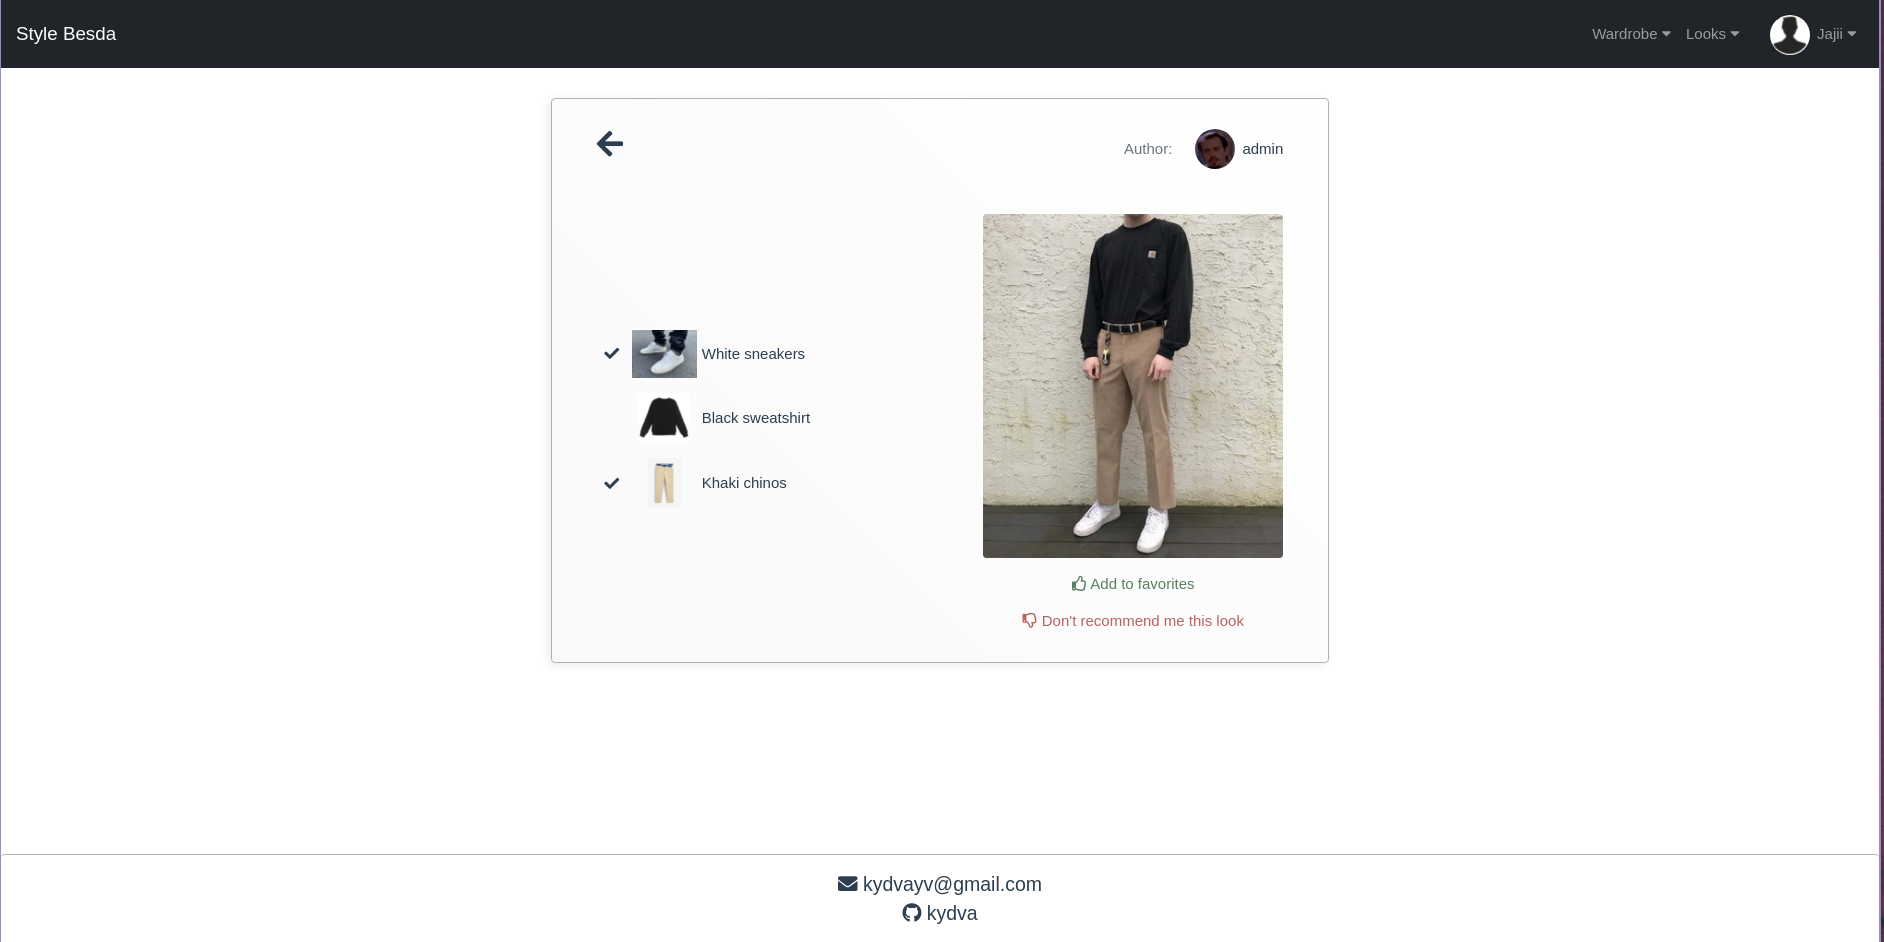 Style Besda
Wardrobe
Looks
Jajii
Author:
admin
White sneakers
Black sweatshirt
Khaki chinos
Add to favorites
Don't recommend me this look
kydvayv@gmail.com
kydva